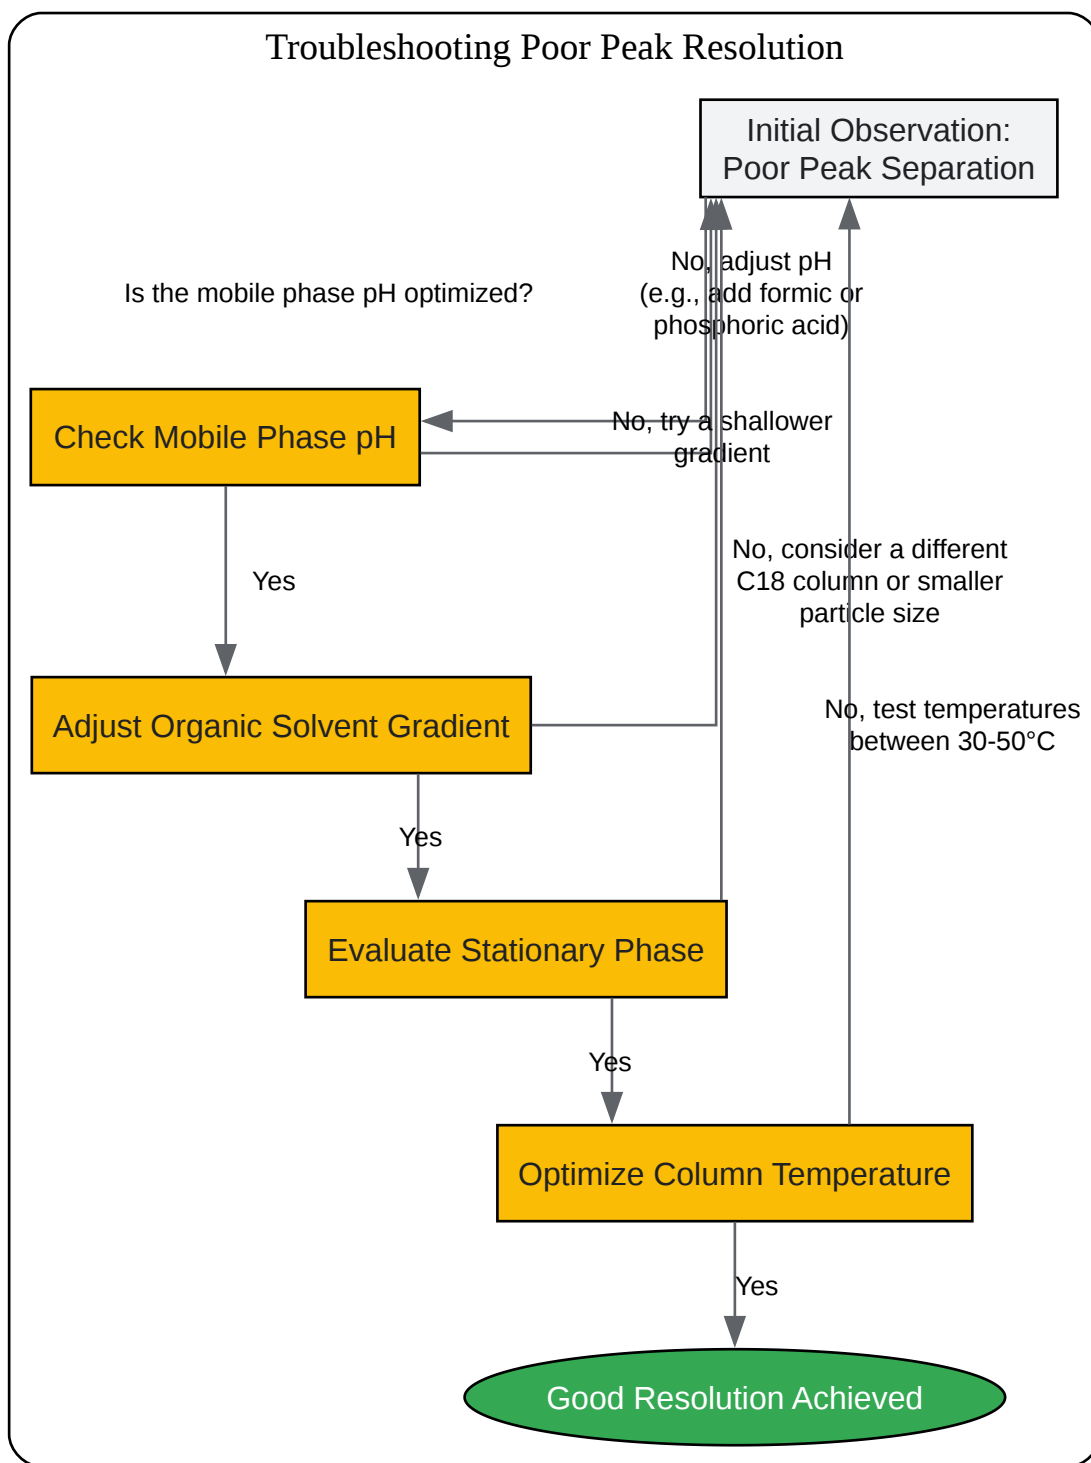 Troubleshooting Poor Peak Resolution
Initial Observation:
Poor Peak Separation
Is the mobile phase pH optimized?
No, adjust pH
(e.g., add formic or
phosphoric acid)
Check Mobile Phase pH
No, try a shallower
gradient
Yes
No, consider a different
C18 column or smaller
particle size
Adjust Organic Solvent Gradient
No, test temperatures
between 30-50°C
Yes
Evaluate Stationary Phase
Yes
Optimize Column Temperature
Yes
Good Resolution Achieved